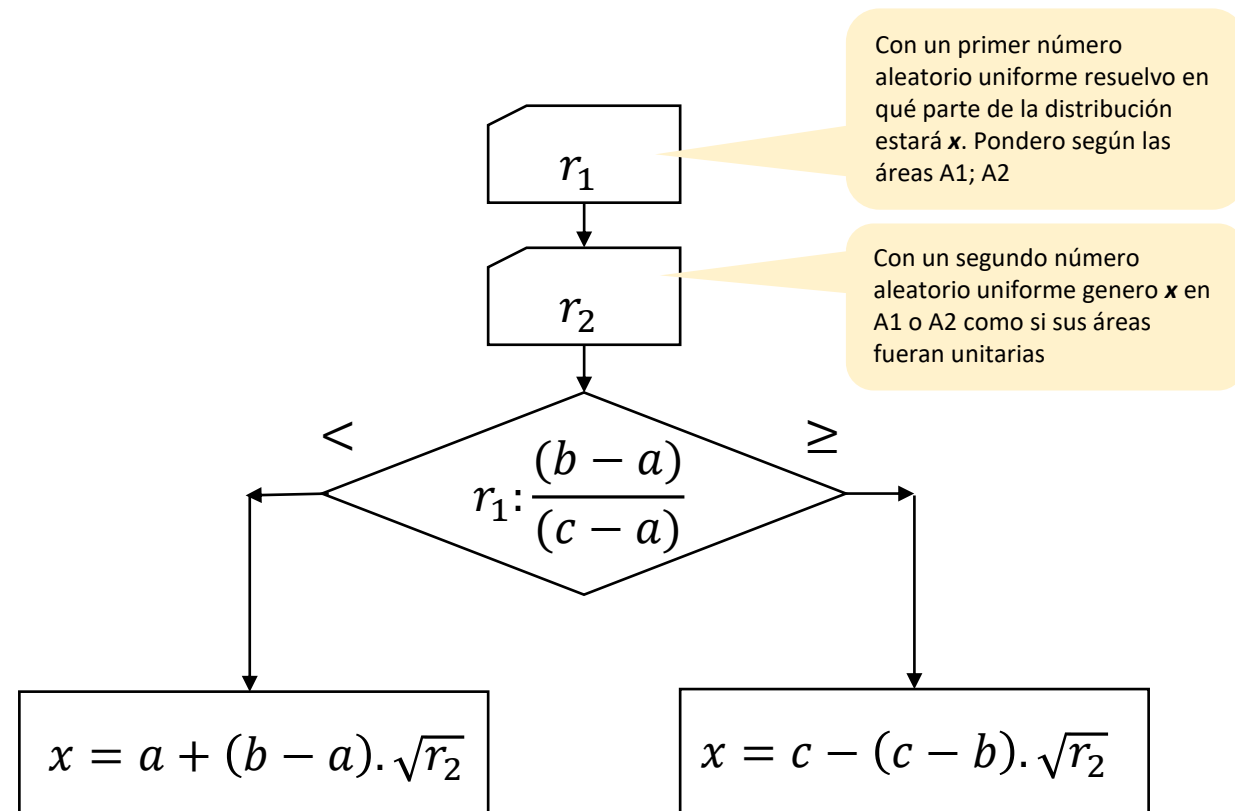 Con un primer número
aleatorio uniforme resuelvo en
qué parte de la distribución
estará x. Pondero según las
áreas A1; A2
r₁
Con un segundo número
aleatorio uniforme genero x en
A1 o A2 como si sus áreas
fueran unitarias
r₂
< ≥
r₁: (b − a)
(c − a)
x = a + (b − a). √r₂
x = c − (c − b). √r₂